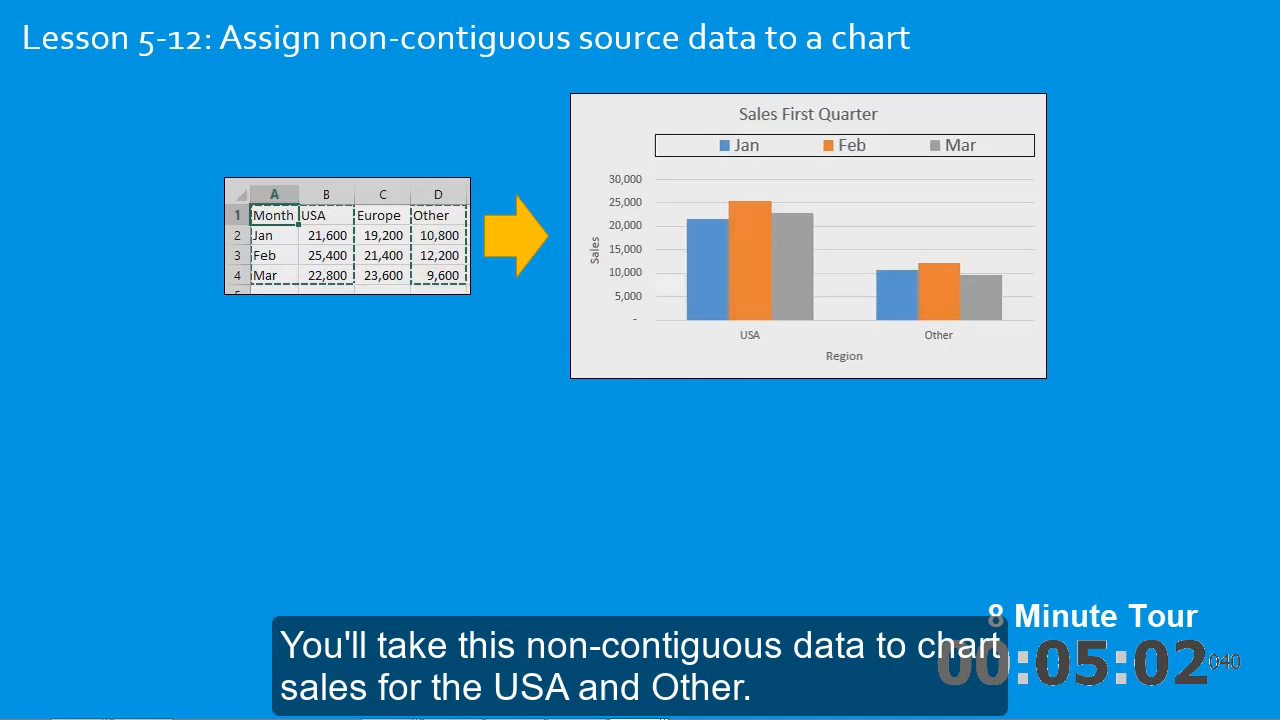 Lesson 5-12: Assign non-contiguous source data to a chart
Sales First Quarter
Jan Feb Mar
A B C D
1 Month USA Europe Other
2 Jan 21,600 19,200 10,800
3 Feb 25,400 21,400 12,200
4 Mar 22,800 23,600 9,600
30,000
25,000
20,000
15,000
10,000
5,000
-
Sales
USA Other
Region
8 Minute Tour
00:05:02 040
You'll take this non-contiguous data to chart
sales for the USA and Other.